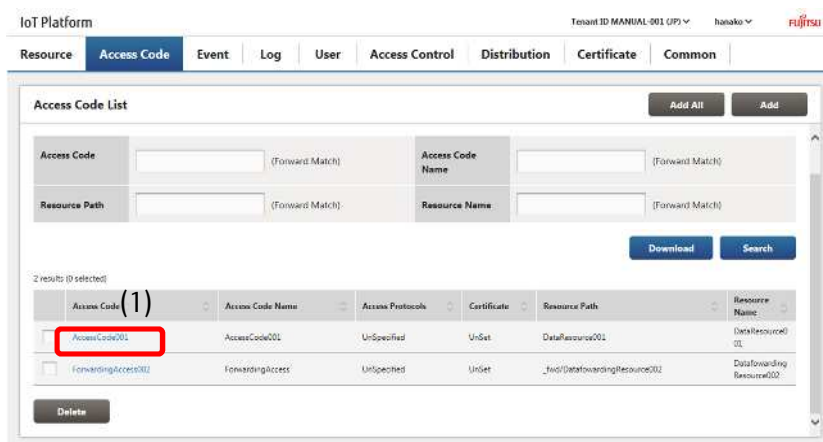 IoT Platform Tenant ID MANUAL-001 (JP) hanako FUJITSU
Resource Access Code Event Log User Access Control Distribution Certificate Common
Access Code List Add All Add
Access Code (Forward Match) Access Code Name (Forward Match)
Resource Path (Forward Match) Resource Name (Forward Match)
Download Search
2 results (0 selected)
Access Code (1) Access Code Name Access Protocols Certificate Resource Path Resource Name
AccessCode001 AccessCode001 UnSpecified UnSet DataResource001 DataResource001
ForwardingAccess002 ForwardingAccess UnSpecified UnSet _fwd/DatafowardingResource002 DatafowardingResource002
Delete